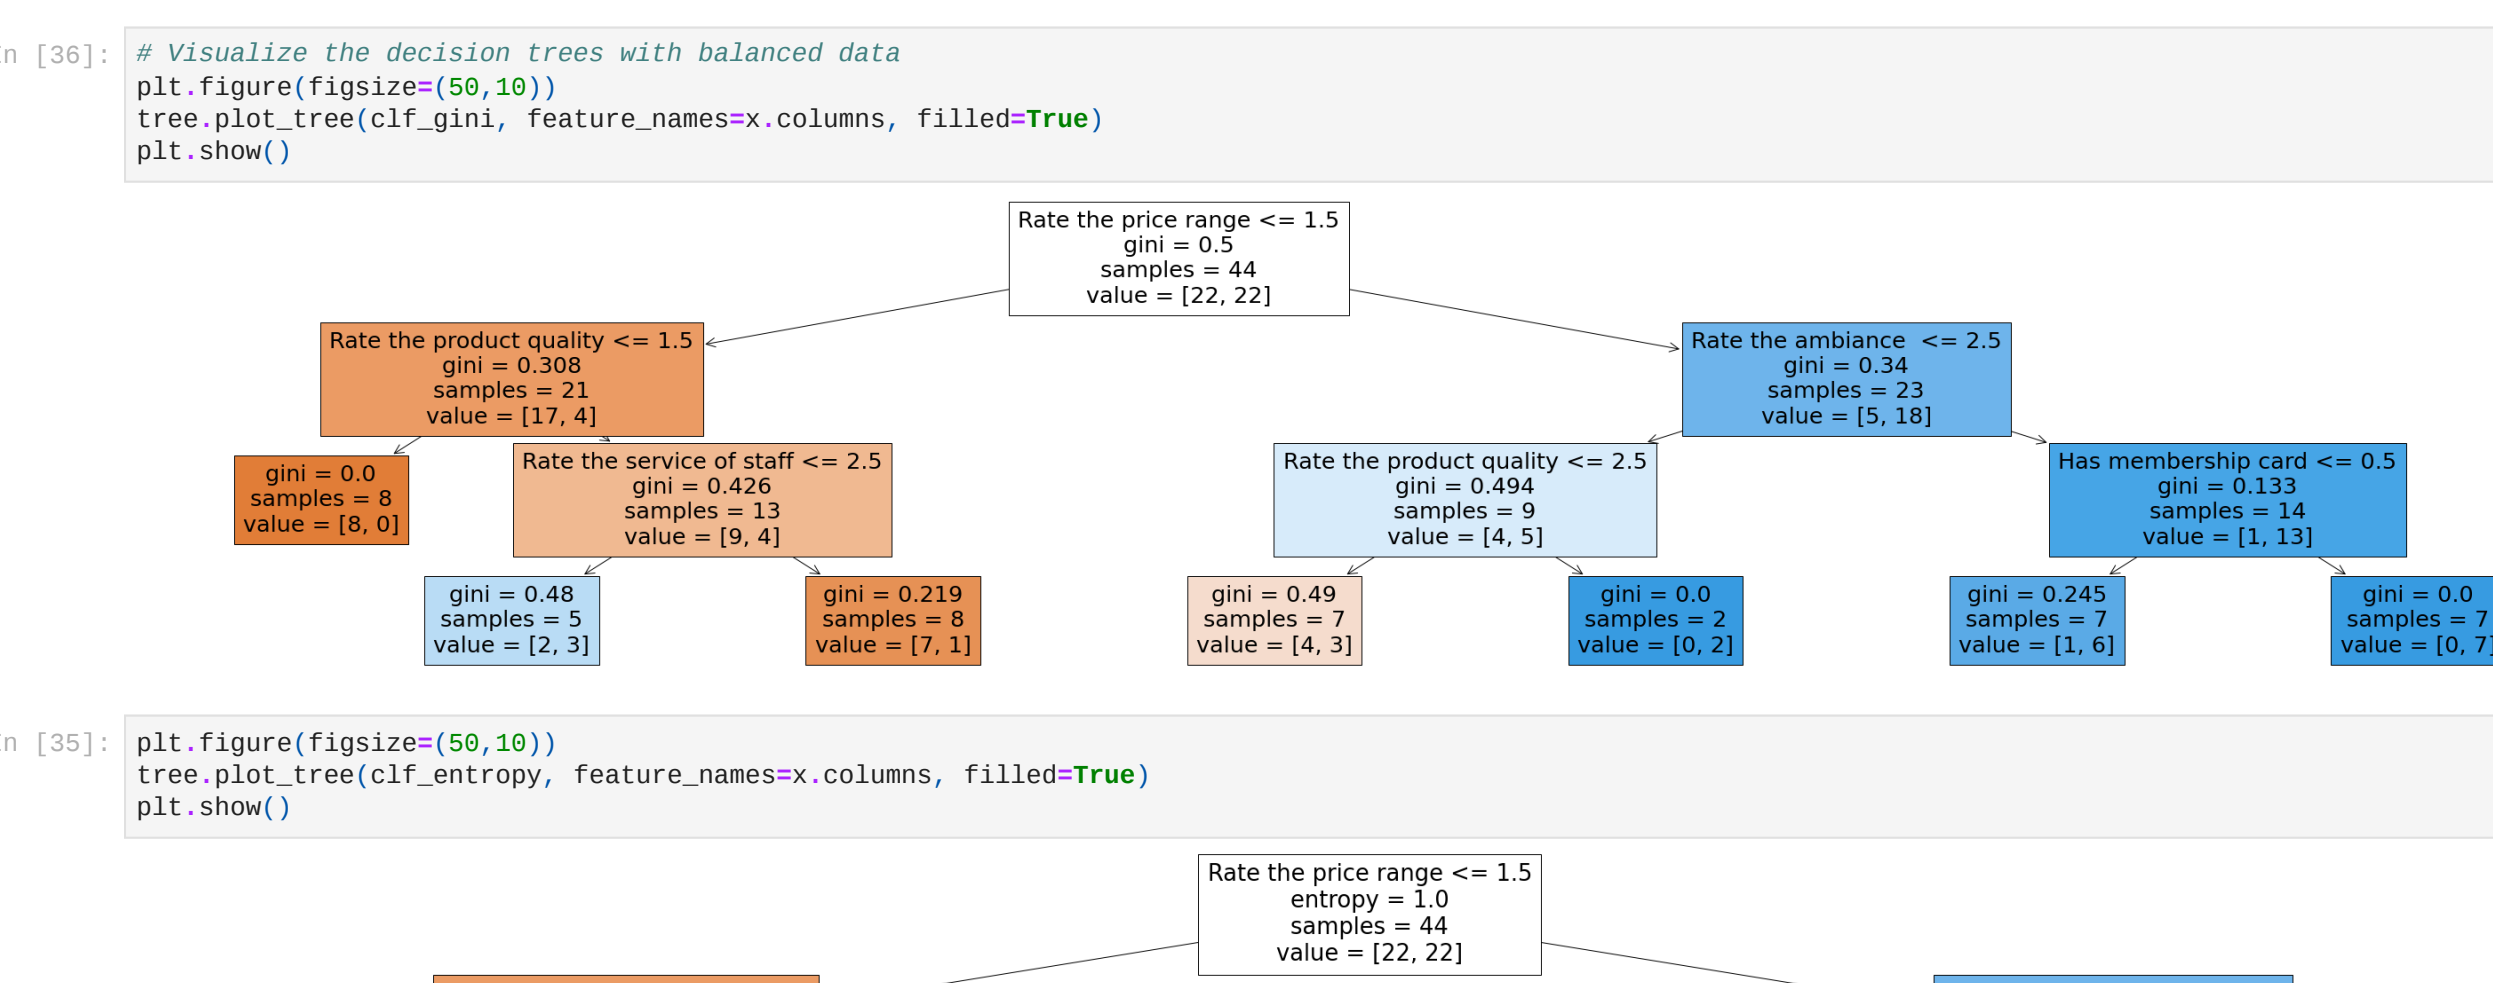 n [36]:
# Visualize the decision trees with balanced data
plt.figure(figsize=(50,10))
tree.plot_tree(clf_gini, feature_names=x.columns, filled=True)
plt.show()
Rate the price range <= 1.5
gini = 0.5
samples = 44
value = [22, 22]
Rate the product quality <= 1.5
gini = 0.308
samples = 21
value = [17, 4]
Rate the ambiance  <= 2.5
gini = 0.34
samples = 23
value = [5, 18]
gini = 0.0
samples = 8
value = [8, 0]
Rate the service of staff <= 2.5
gini = 0.426
samples = 13
value = [9, 4]
Rate the product quality <= 2.5
gini = 0.494
samples = 9
value = [4, 5]
Has membership card <= 0.5
gini = 0.133
samples = 14
value = [1, 13]
gini = 0.48
samples = 5
value = [2, 3]
gini = 0.219
samples = 8
value = [7, 1]
gini = 0.49
samples = 7
value = [4, 3]
gini = 0.0
samples = 2
value = [0, 2]
gini = 0.245
samples = 7
value = [1, 6]
gini = 0.0
samples = 7
value = [0, 7]
n [35]:
plt.figure(figsize=(50,10))
tree.plot_tree(clf_entropy, feature_names=x.columns, filled=True)
plt.show()
Rate the price range <= 1.5
entropy = 1.0
samples = 44
value = [22, 22]